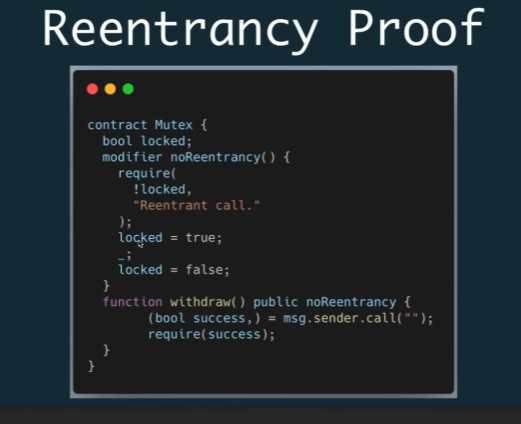 Reentrancy Proof
contract Mutex {
bool locked;
modifier noReentrancy() {
require(
!locked,
"Reentrant call."
);
locked = true;
_;
locked = false;
}
function withdraw() public noReentrancy {
(bool success,) = msg.sender.call("");
require(success);
}
}